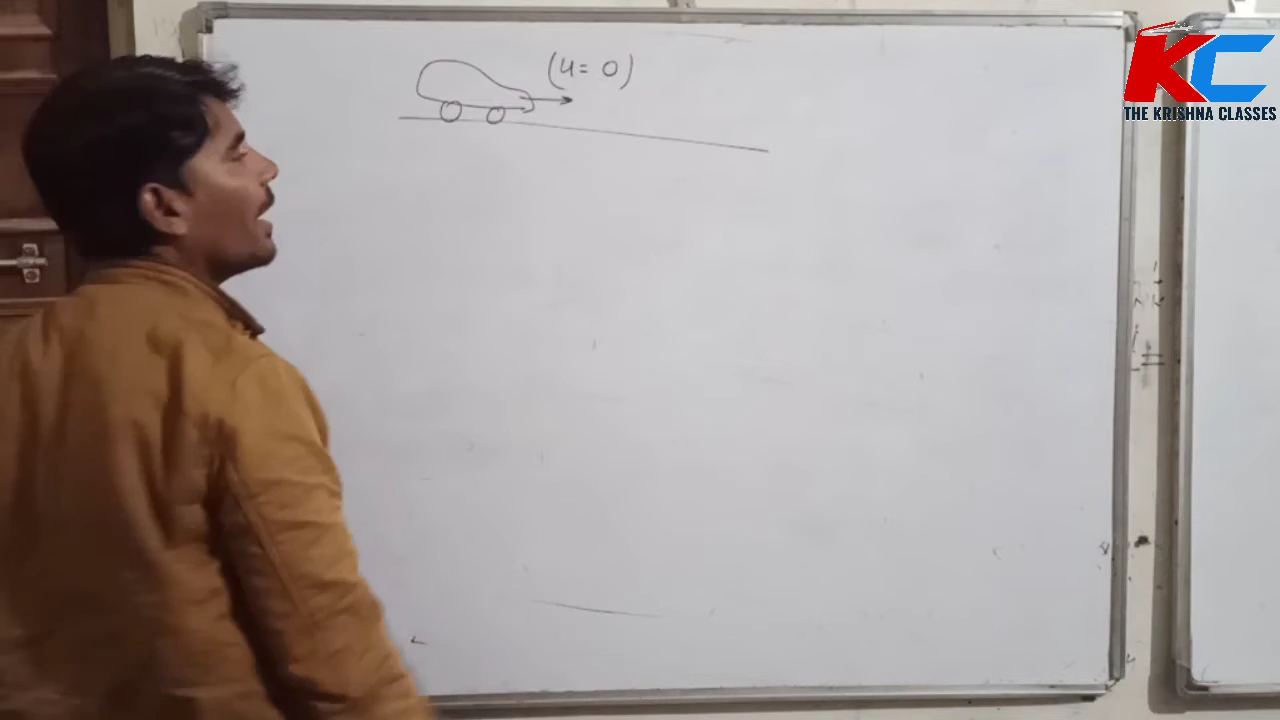 (u = 0)
KC
THE KRISHNA CLASSES